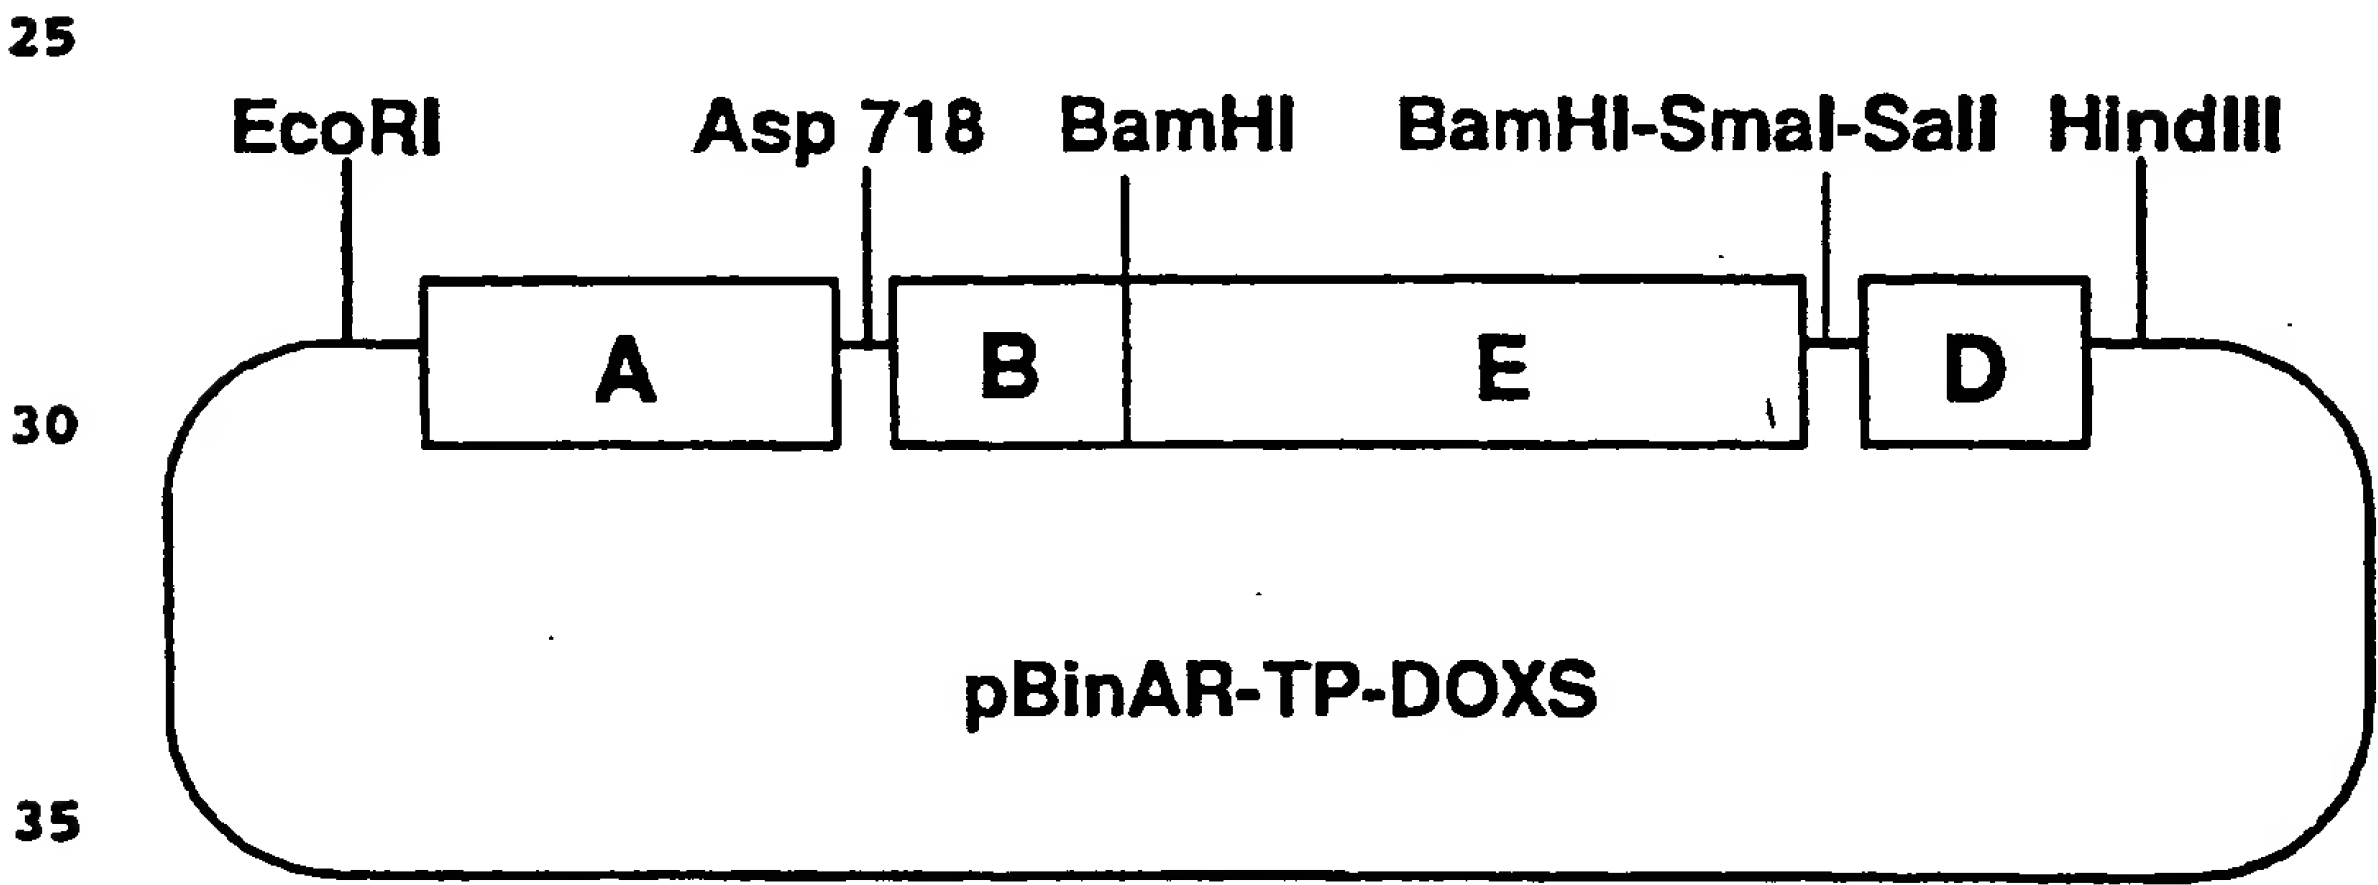 25
EcoRI Asp 718 BamHI BamHI-SmaI-SalI HindIII
A B E D
30
pBinAR-TP-DOXS
35